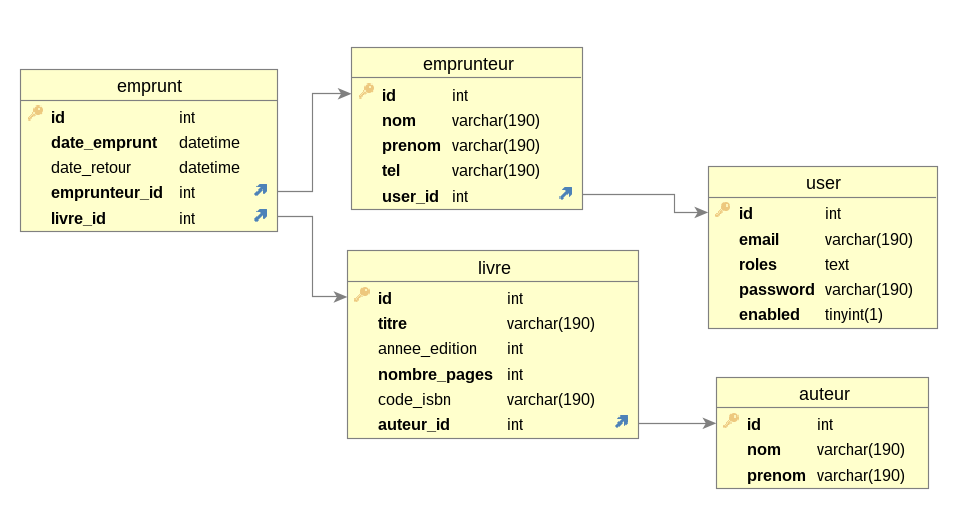 emprunt
id int
date_emprunt datetime
date_retour datetime
emprunteur_id int
livre_id int
emprunteur
id int
nom varchar(190)
prenom varchar(190)
tel varchar(190)
user_id int
livre
id int
titre varchar(190)
annee_edition int
nombre_pages int
code_isbn varchar(190)
auteur_id int
user
id int
email varchar(190)
roles text
password varchar(190)
enabled tinyint(1)
auteur
id int
nom varchar(190)
prenom varchar(190)